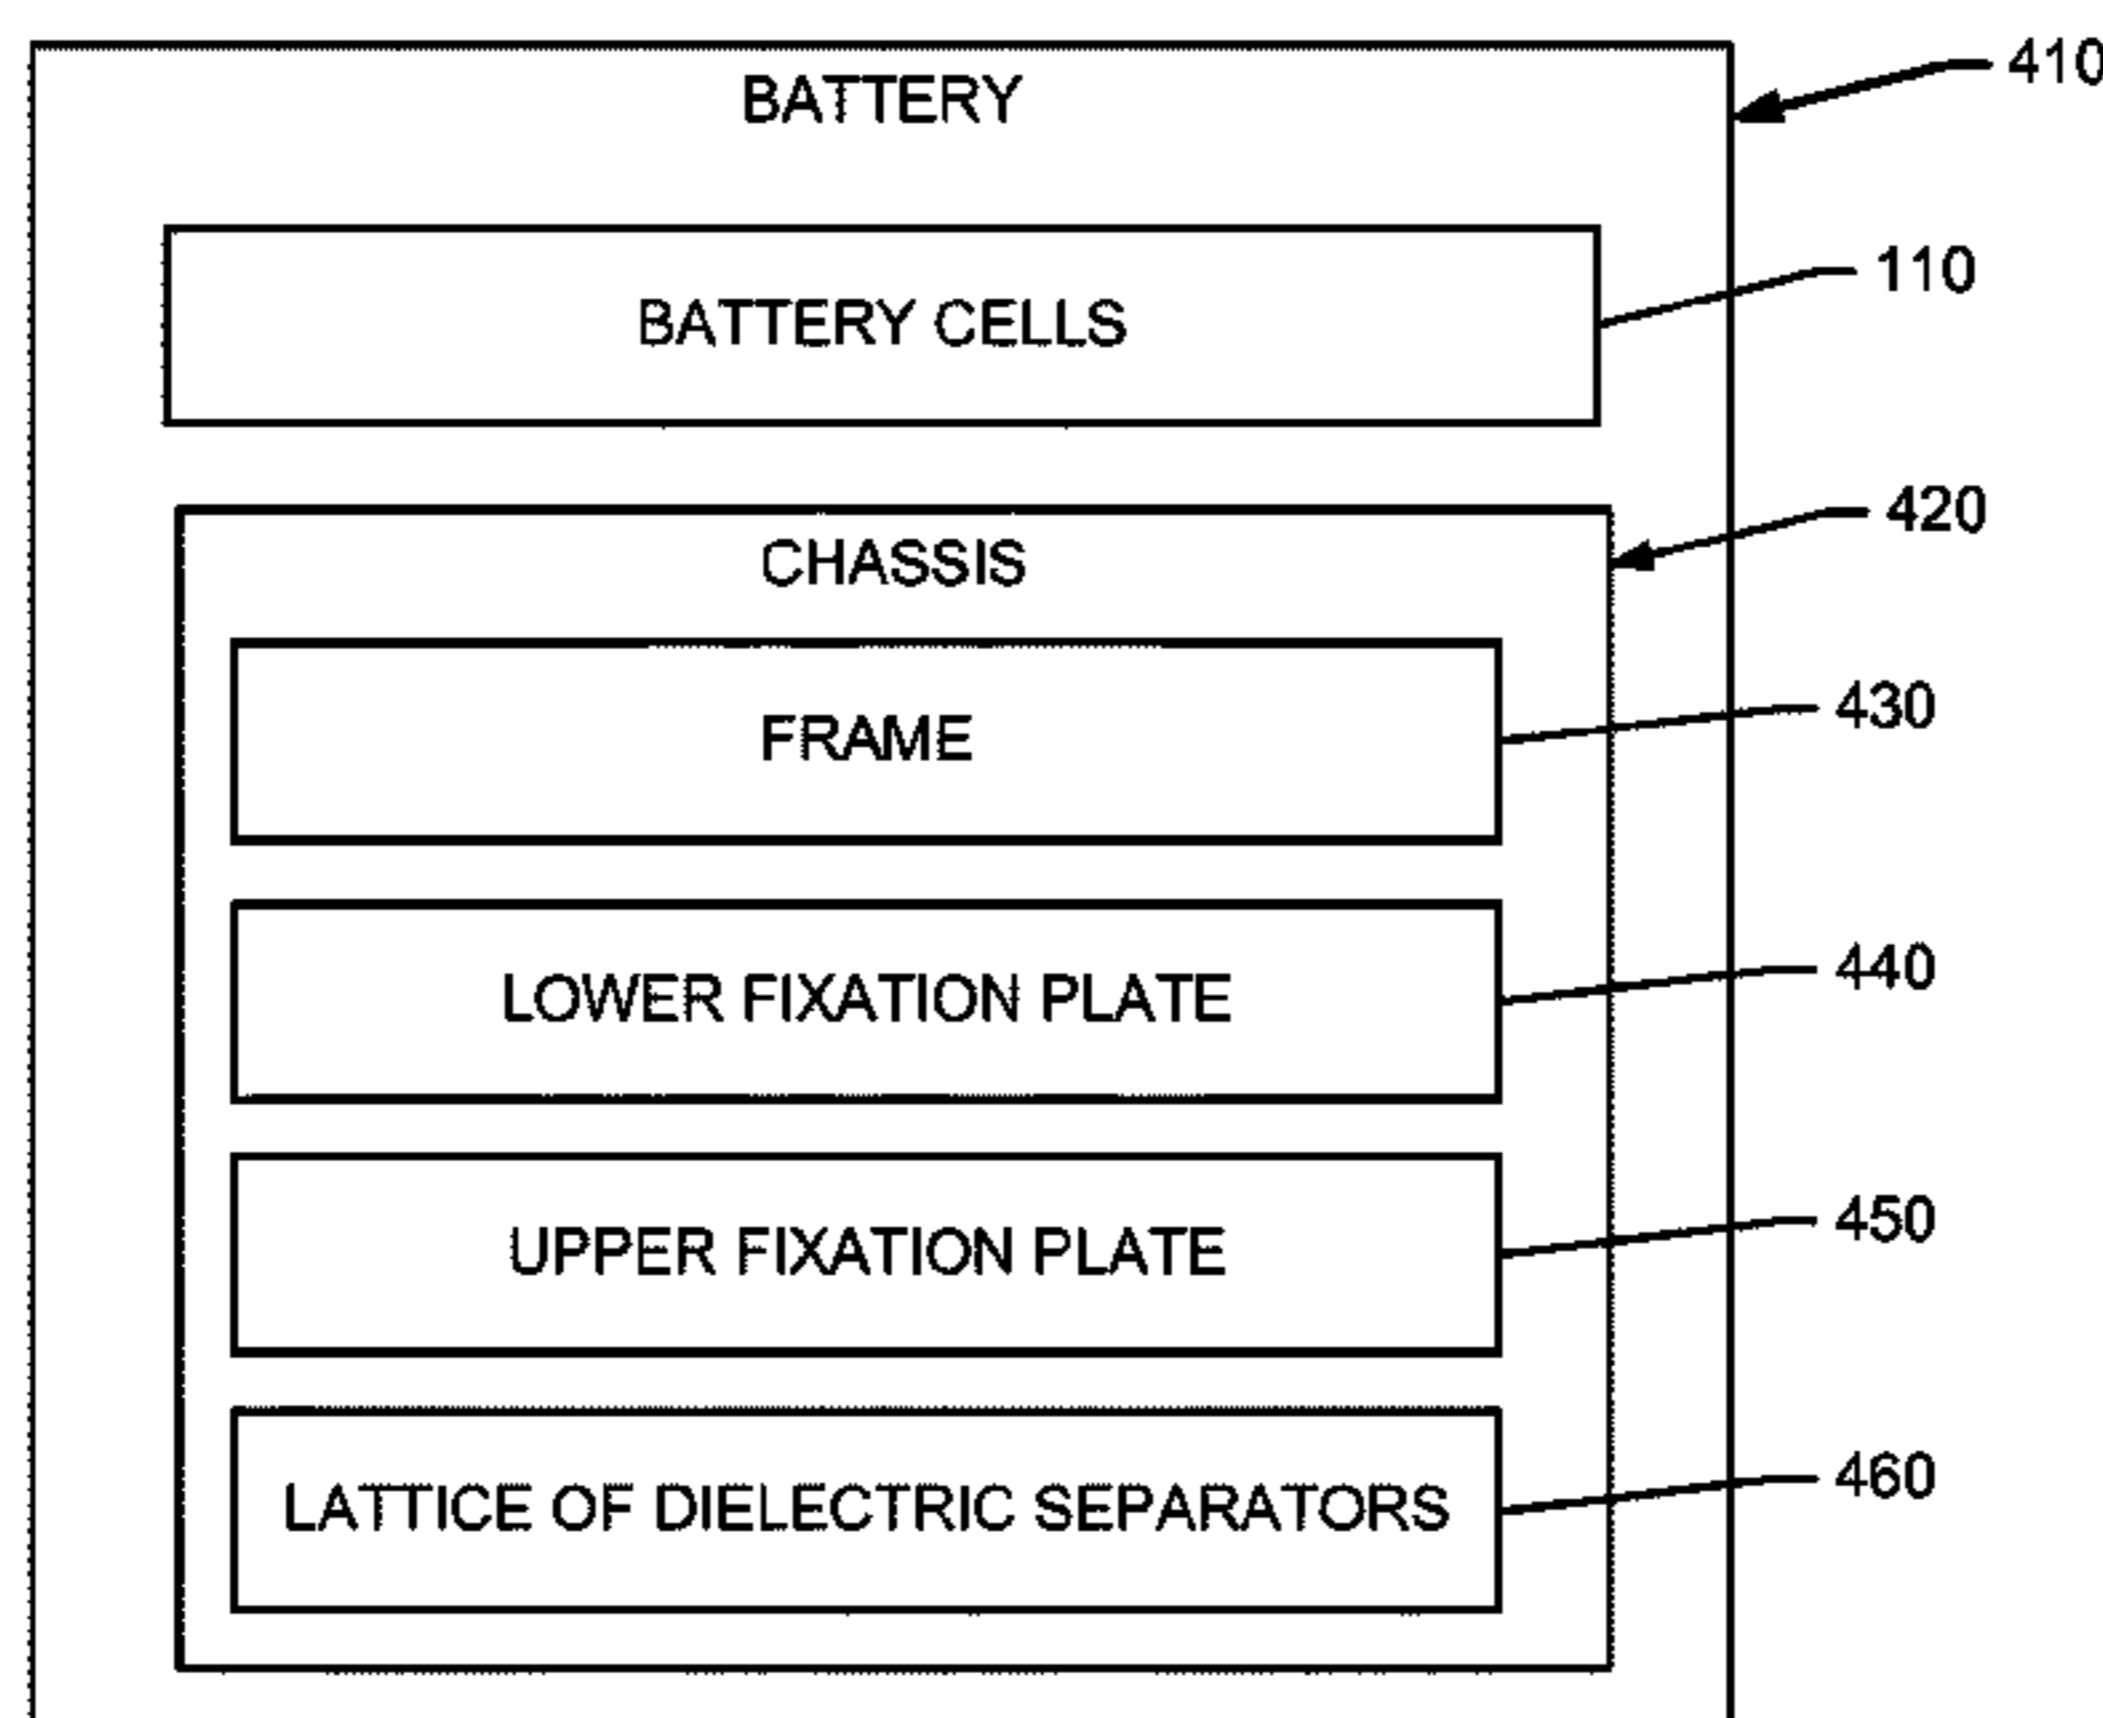 BATTERY
410
BATTERY CELLS
110
CHASSIS
420
FRAME
430
LOWER FIXATION PLATE
440
UPPER FIXATION PLATE
450
LATTICE OF DIELECTRIC SEPARATORS
460